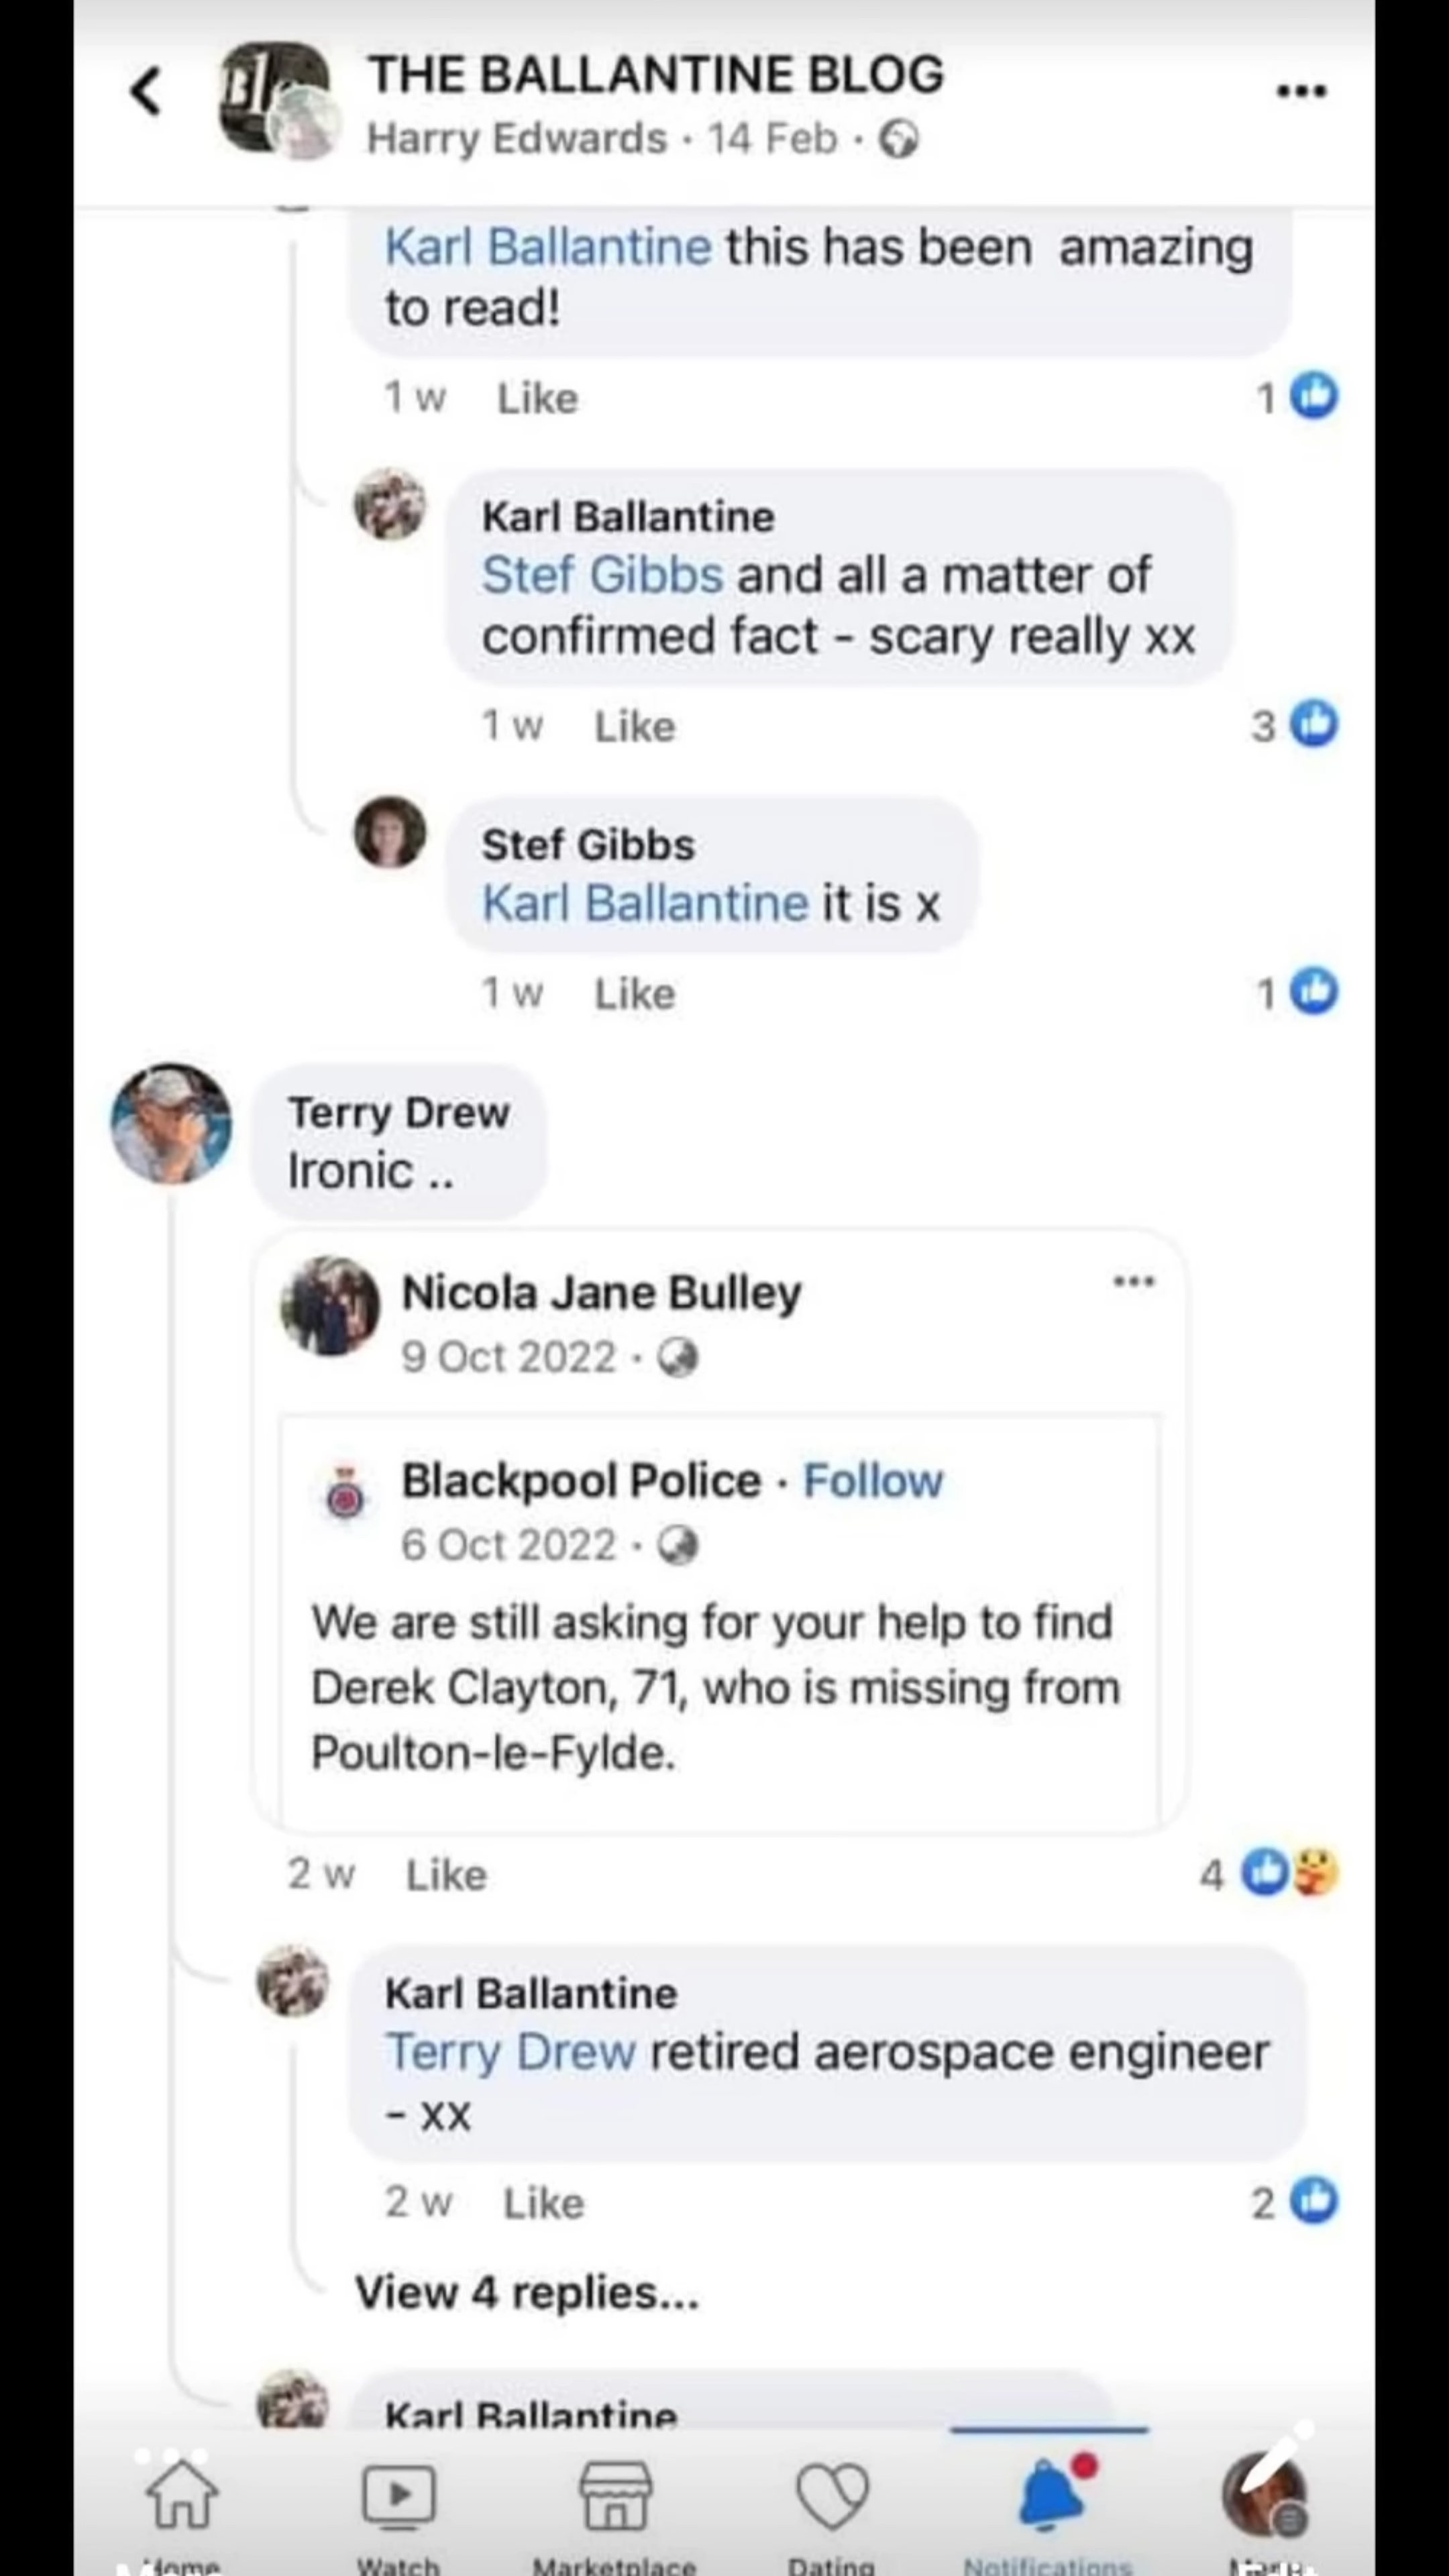 THE BALLANTINE BLOG
Harry Edwards · 14 Feb ·
Karl Ballantine this has been amazing
to read!
1 w Like 1
Karl Ballantine
Stef Gibbs and all a matter of
confirmed fact - scary really xx
1 w Like 3
Stef Gibbs
Karl Ballantine it is x
1 w Like 1
Terry Drew
Ironic ..
Nicola Jane Bulley
9 Oct 2022 ·
Blackpool Police · Follow
6 Oct 2022 ·
We are still asking for your help to find
Derek Clayton, 71, who is missing from
Poulton-le-Fylde.
2 w Like 4
Karl Ballantine
Terry Drew retired aerospace engineer
- xx
2 w Like 2
View 4 replies...
Karl Ballantine
Home Watch Marketplace Dating Notifications